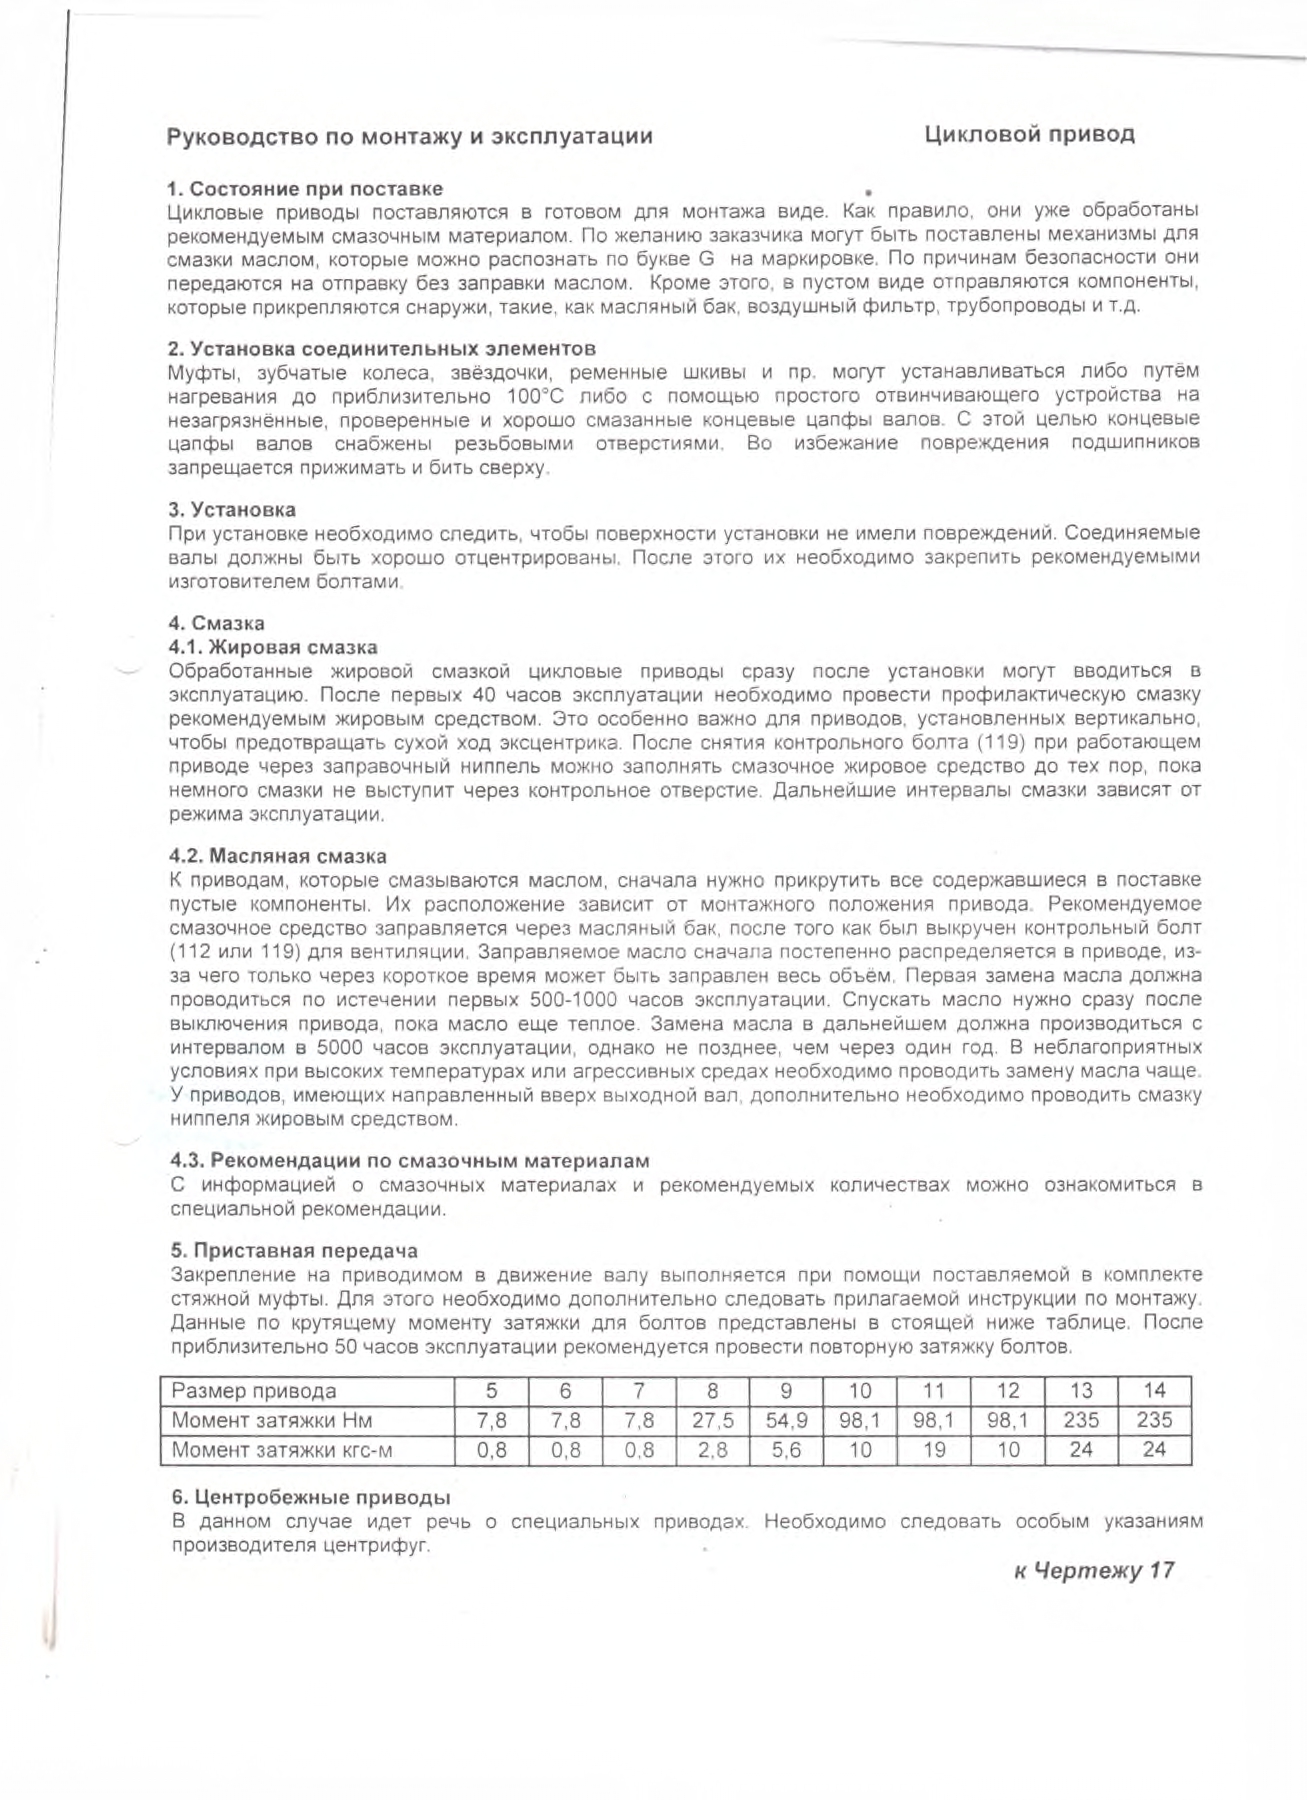 Руководство по монтажу и эксплуатации Цикловой привод
1. Состояние при поставке
Цикловые приводы поставляются в готовом для монтажа виде. Как правило, они уже обработаны
рекомендуемым смазочным материалом. По желанию заказчика могут быть поставлены механизмы для
смазки маслом, которые можно распознать по букве G на маркировке. По причинам безопасности они
передаются на отправку без заправки маслом. Кроме этого, в пустом виде отправляются компоненты,
которые прикрепляются снаружи, такие, как масляный бак, воздушный фильтр, трубопроводы и т.д.
2. Установка соединительных элементов
Муфты, зубчатые колеса, звёздочки, ременные шкивы и пр. могут устанавливаться либо путём
нагревания до приблизительно 100°С либо с помощью простого отвинчивающего устройства на
незагрязнённые, проверенные и хорошо смазанные концевые цапфы валов. С этой целью концевые
цапфы валов снабжены резьбовыми отверстиями. Во избежание повреждения подшипников
запрещается прижимать и бить сверху.
3. Установка
При установке необходимо следить, чтобы поверхности установки не имели повреждений. Соединяемые
валы должны быть хорошо отцентрированы. После этого их необходимо закрепить рекомендуемыми
изготовителем болтами.
4. Смазка
4.1. Жировая смазка
Обработанные жировой смазкой цикловые приводы сразу после установки могут вводиться в
эксплуатацию. После первых 40 часов эксплуатации необходимо провести профилактическую смазку
рекомендуемым жировым средством. Это особенно важно для приводов, установленных вертикально,
чтобы предотвращать сухой ход эксцентрика. После снятия контрольного болта (119) при работающем
приводе через заправочный ниппель можно заполнять смазочное жировое средство до тех пор, пока
немного смазки не выступит через контрольное отверстие. Дальнейшие интервалы смазки зависят от
режима эксплуатации.
4.2. Масляная смазка
К приводам, которые смазываются маслом, сначала нужно прикрутить все содержавшиеся в поставке
пустые компоненты. Их расположение зависит от монтажного положения привода. Рекомендуемое
смазочное средство заправляется через масляный бак, после того как был выкручен контрольный болт
(112 или 119) для вентиляции. Заправляемое масло сначала постепенно распределяется в приводе, из-
за чего только через короткое время может быть заправлен весь объём. Первая замена масла должна
проводиться по истечении первых 500-1000 часов эксплуатации. Спускать масло нужно сразу после
выключения привода, пока масло еще теплое. Замена масла в дальнейшем должна производиться с
интервалом в 5000 часов эксплуатации, однако не позднее, чем через один год. В неблагоприятных
условиях при высоких температурах или агрессивных средах необходимо проводить замену масла чаще.
У приводов, имеющих направленный вверх выходной вал, дополнительно необходимо проводить смазку
ниппеля жировым средством.
4.3. Рекомендации по смазочным материалам
С информацией о смазочных материалах и рекомендуемых количествах можно ознакомиться в
специальной рекомендации.
5. Приставная передача
Закрепление на приводимом в движение валу выполняется при помощи поставляемой в комплекте
стяжной муфты. Для этого необходимо дополнительно следовать прилагаемой инструкции по монтажу.
Данные по крутящему моменту затяжки для болтов представлены в стоящей ниже таблице. После
приблизительно 50 часов эксплуатации рекомендуется провести повторную затяжку болтов.
Размер привода 5 6 7 8 9 10 11 12 13 14
Момент затяжки Нм 7,8 7,8 7,8 27,5 54,9 98,1 98,1 98,1 235 235
Момент затяжки кгс-м 0,8 0,8 0,8 2,8 5,6 10 19 10 24 24
6. Центробежные приводы
В данном случае идет речь о специальных приводах. Необходимо следовать особым указаниям
производителя центрифуг.
к Чертежу 17